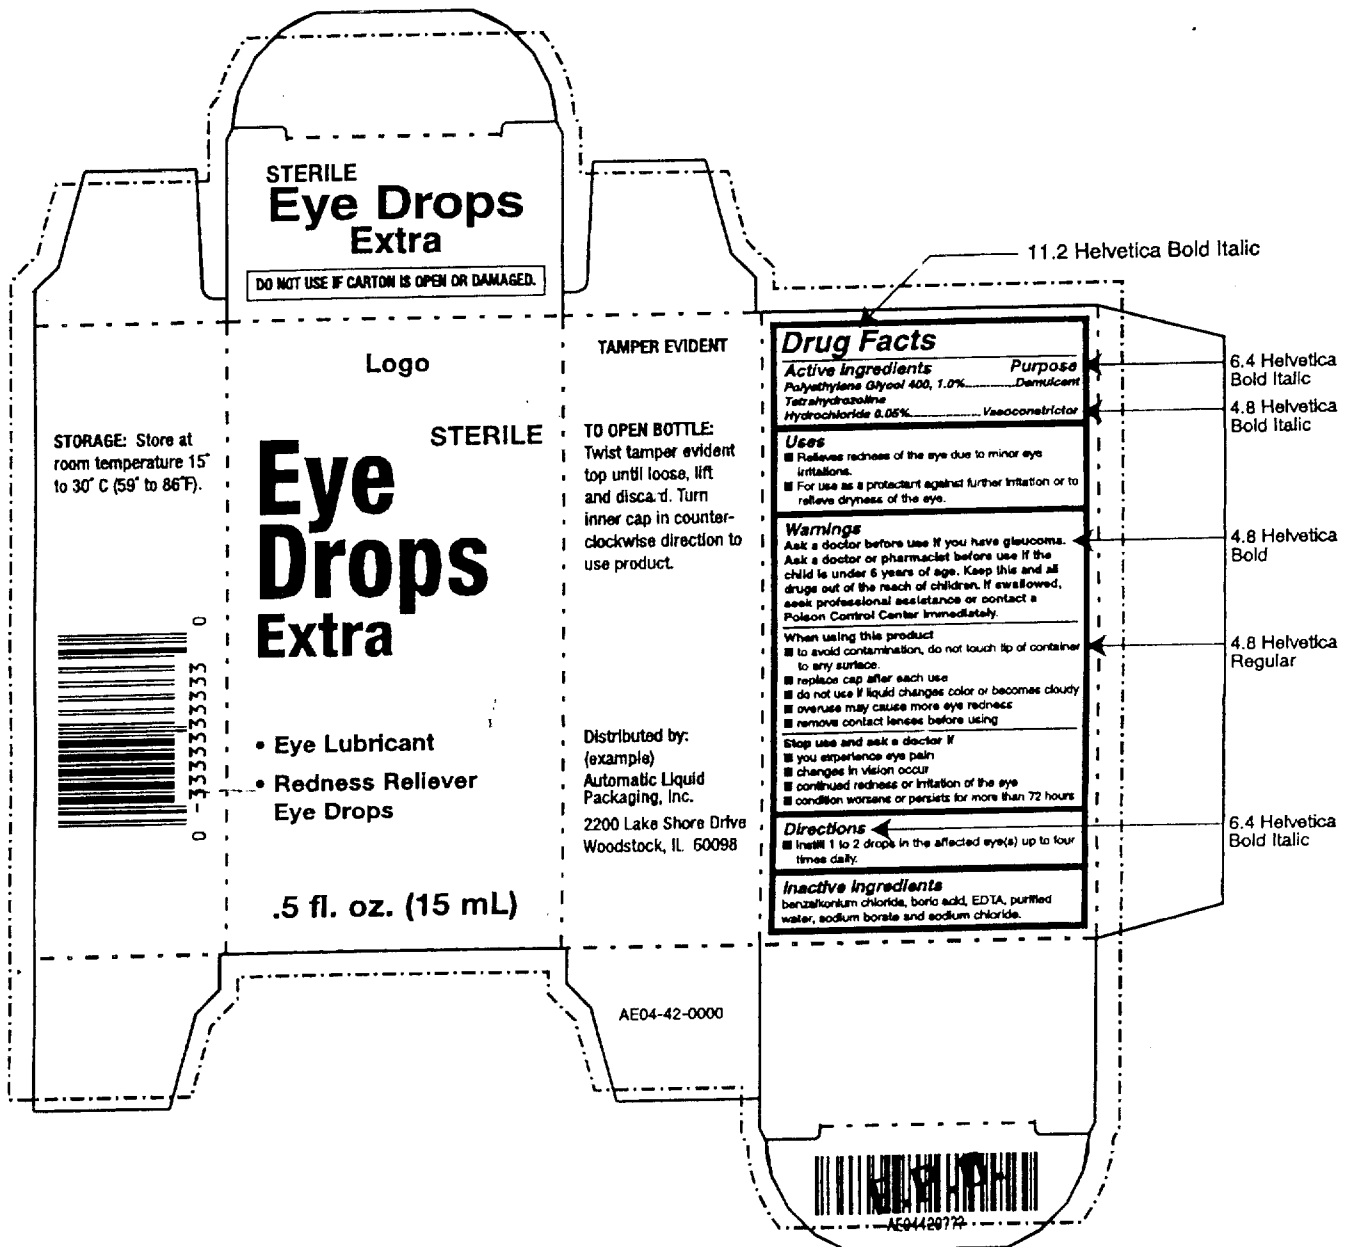 STERILE
Eye Drops
Extra
DO NOT USE IF CARTON IS OPEN OR DAMAGED.
STORAGE: Store at
room temperature 15°
to 30° C (59° to 86°F).
0 -3333333333 0
Logo
STERILE
Eye
Drops
Extra
• Eye Lubricant
• Redness Reliever
Eye Drops
.5 fl. oz. (15 mL)
TAMPER EVIDENT
TO OPEN BOTTLE:
Twist tamper evident
top until loose, lift
and discard. Turn
inner cap in counter-
clockwise direction to
use product.
Distributed by:
(example)
Automatic Liquid
Packaging, Inc.
2200 Lake Shore Drive
Woodstock, IL 60098
AE04-42-0000
Drug Facts
Active Ingredients Purpose
Polyethylene Glycol 400, 1.0%..............Demulcent
Tetrahydrozoline
Hydrochloride 0.05%....................Vasoconstrictor
Uses
■ Relieves redness of the eye due to minor eye
irritations.
■ For use as a protectant against further irritation or to
relieve dryness of the eye.
Warnings
Ask a doctor before use if you have glaucoma.
Ask a doctor or pharmacist before use if the
child is under 6 years of age. Keep this and all
drugs out of the reach of children. If swallowed,
seek professional assistance or contact a
Poison Control Center immediately.
When using this product
■ to avoid contamination, do not touch tip of container
to any surface.
■ replace cap after each use
■ do not use if liquid changes color or becomes cloudy
■ overuse may cause more eye redness
■ remove contact lenses before using
Stop use and ask a doctor if
■ you experience eye pain
■ changes in vision occur
■ continued redness or irritation of the eye
■ condition worsens or persists for more than 72 hours
Directions
■ Instill 1 to 2 drops in the affected eye(s) up to four
times daily.
Inactive Ingredients
benzalkonium chloride, boric acid, EDTA, purified
water, sodium borate and sodium chloride.
11.2 Helvetica Bold Italic
6.4 Helvetica
Bold Italic
4.8 Helvetica
Bold Italic
4.8 Helvetica
Bold
4.8 Helvetica
Regular
6.4 Helvetica
Bold Italic
AE04420???